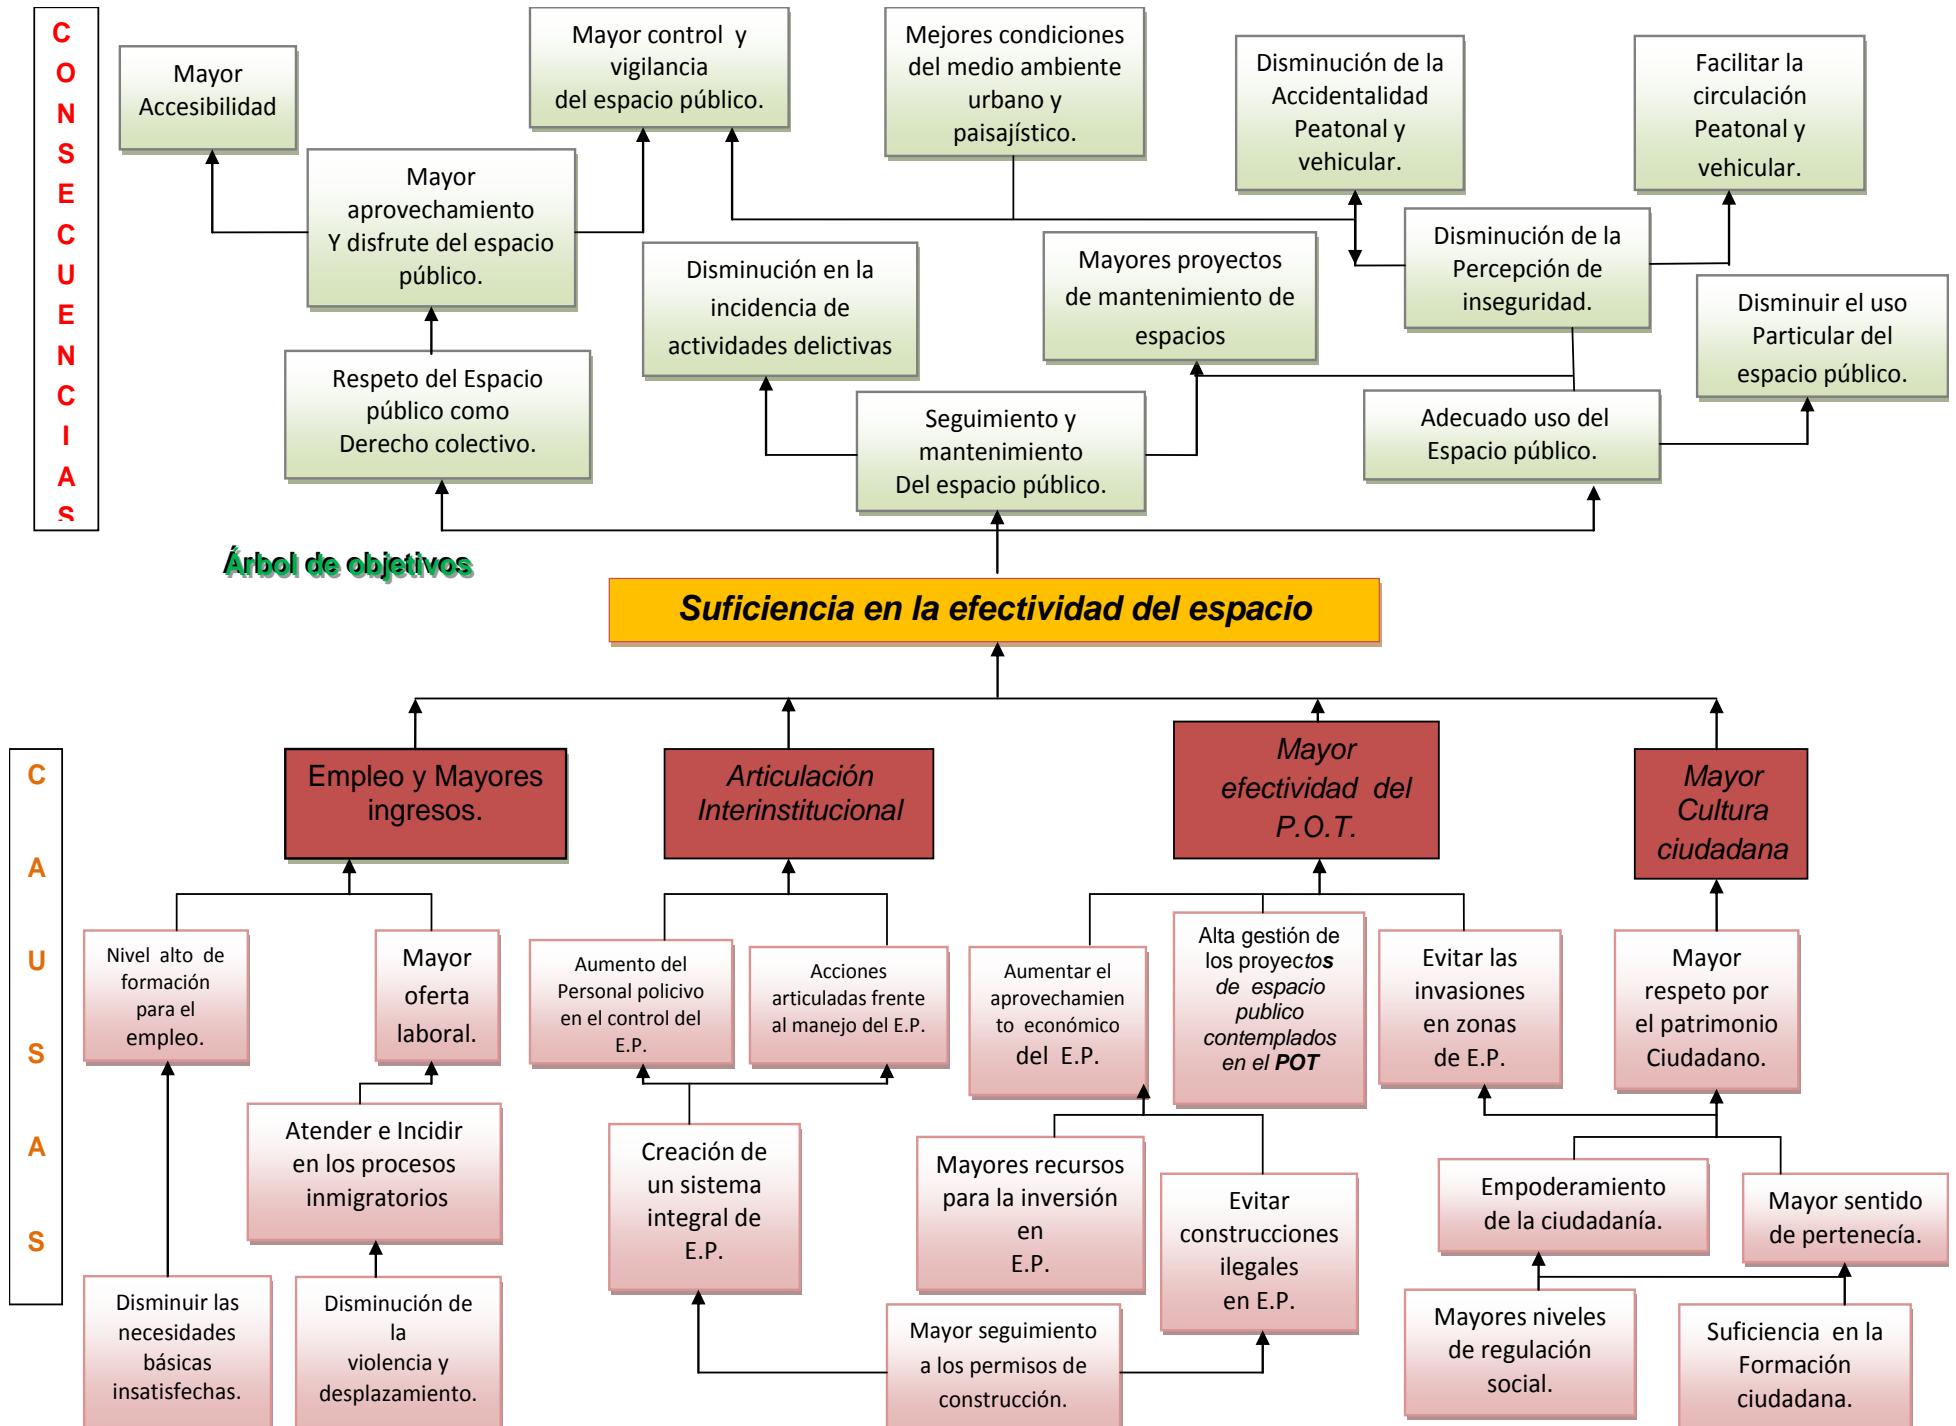 C
O
N
S
E
C
U
E
N
C
I
A
S
Mayor
Accesibilidad
Mayor control y
vigilancia
del espacio público.
Mejores condiciones
del medio ambiente
urbano y
paisajístico.
Disminución de la
Accidentalidad
Peatonal y
vehicular.
Facilitar la
circulación
Peatonal y
vehicular.
Mayor
aprovechamiento
Y disfrute del espacio
público.
Disminución en la
incidencia de
actividades delictivas
Mayores proyectos
de mantenimiento de
espacios
Disminución de la
Percepción de
inseguridad.
Disminuir el uso
Particular del
espacio público.
Respeto del Espacio
público como
Derecho colectivo.
Seguimiento y
mantenimiento
Del espacio público.
Adecuado uso del
Espacio público.
Árbol de objetivos
Suficiencia en la efectividad del espacio
C
A
U
S
A
S
Empleo y Mayores
ingresos.
Articulación
Interinstitucional
Mayor
efectividad del
P.O.T.
Mayor
Cultura
ciudadana
Nivel alto de
formación
para el
empleo.
Mayor
oferta
laboral.
Aumento del
Personal policivo
en el control del
E.P.
Acciones
articuladas frente
al manejo del E.P.
Aumentar el
aprovechamien
to económico
del E.P.
Alta gestión de
los proyectos
de espacio
publico
contemplados
en el POT
Evitar las
invasiones
en zonas
de E.P.
Mayor
respeto por
el patrimonio
Ciudadano.
Atender e Incidir
en los procesos
inmigratorios
Creación de
un sistema
integral de
E.P.
Mayores recursos
para la inversión
en
E.P.
Evitar
construcciones
ilegales
en E.P.
Empoderamiento
de la ciudadanía.
Mayor sentido
de pertenecía.
Disminuir las
necesidades
básicas
insatisfechas.
Disminución de
la
violencia y
desplazamiento.
Mayor seguimiento
a los permisos de
construcción.
Mayores niveles
de regulación
social.
Suficiencia en la
Formación
ciudadana.